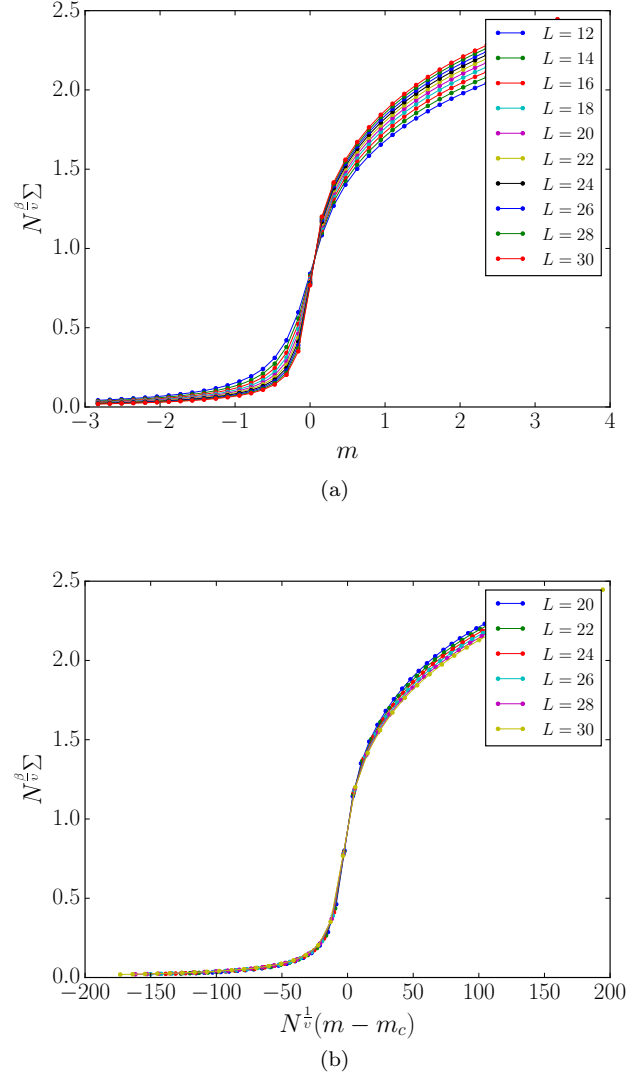 2.5
2.0
1.5
1.0
0.5
0.0
N^{β/v}Σ
L = 12
L = 14
L = 16
L = 18
L = 20
L = 22
L = 24
L = 26
L = 28
L = 30
−3 −2 −1 0 1 2 3 4
m
(a)
2.5
2.0
1.5
1.0
0.5
0.0
N^{β/v}Σ
L = 20
L = 22
L = 24
L = 26
L = 28
L = 30
−200 −150 −100 −50 0 50 100 150 200
N^{1/v}(m − m_c)
(b)